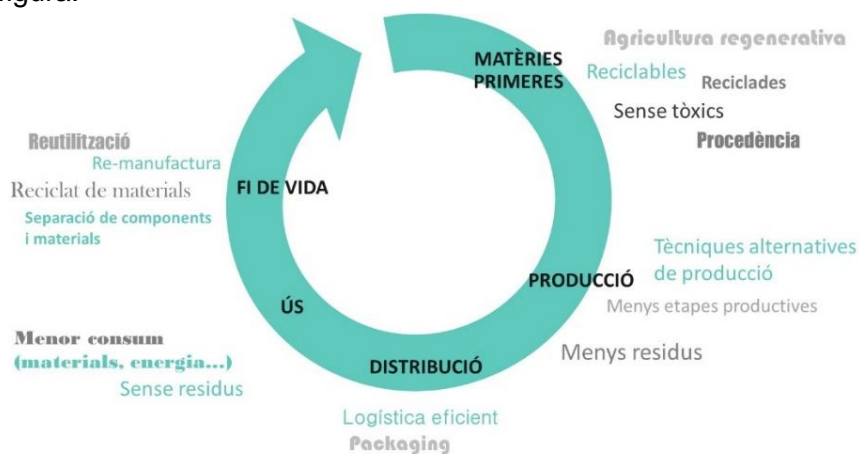 MATÈRIES
PRIMERES
Agricultura regenerativa
Reciclables
Reciclades
Sense tòxics
Procedència
PRODUCCIÓ
Tècniques alternatives
de producció
Menys etapes productives
Menys residus
DISTRIBUCIÓ
Logística eficient
Packaging
ÚS
Menor consum
(materials, energia...)
Sense residus
FI DE VIDA
Reutilització
Re-manufactura
Reciclat de materials
Separació de components
i materials